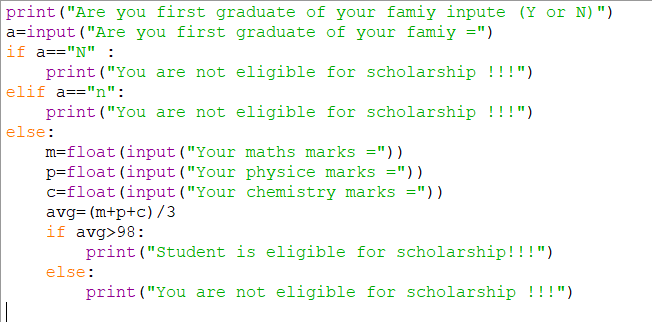 print("Are you first graduate of your famiy inpute (Y or N)")
a=input("Are you first graduate of your famiy =")
if a=="N" :
    print("You are not eligible for scholarship !!!")
elif a=="n":
    print("You are not eligible for scholarship !!!")
else:
    m=float(input("Your maths marks ="))
    p=float(input("Your physice marks ="))
    c=float(input("Your chemistry marks ="))
    avg=(m+p+c)/3
    if avg>98:
        print("Student is eligible for scholarship!!!")
    else:
        print("You are not eligible for scholarship !!!")